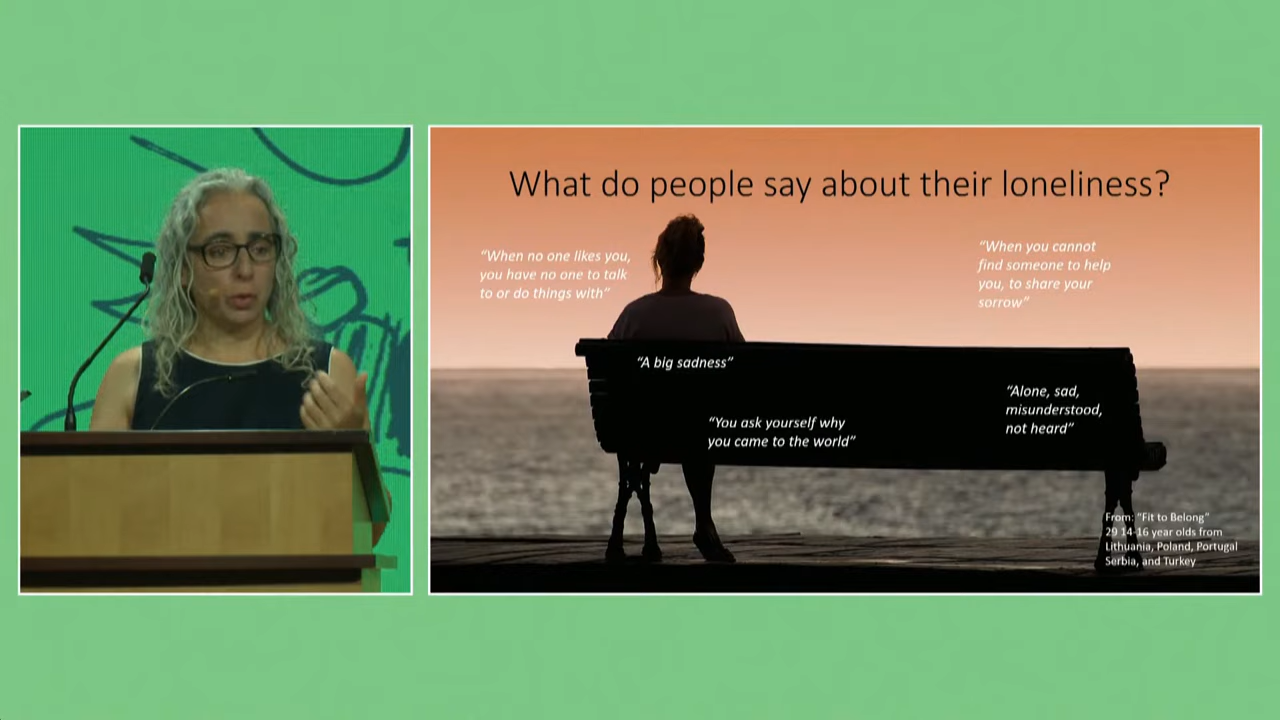 What do people say about their loneliness?
“When no one likes you,
you have no one to talk
to or do things with”
“When you cannot
find someone to help
you, to share your
sorrow”
“A big sadness”
“Alone, sad,
misunderstood,
not heard”
“You ask yourself why
you came to the world”
From: “Fit to Belong”
29 14-16 year olds from
Lithuania, Poland, Portugal
Serbia, and Turkey